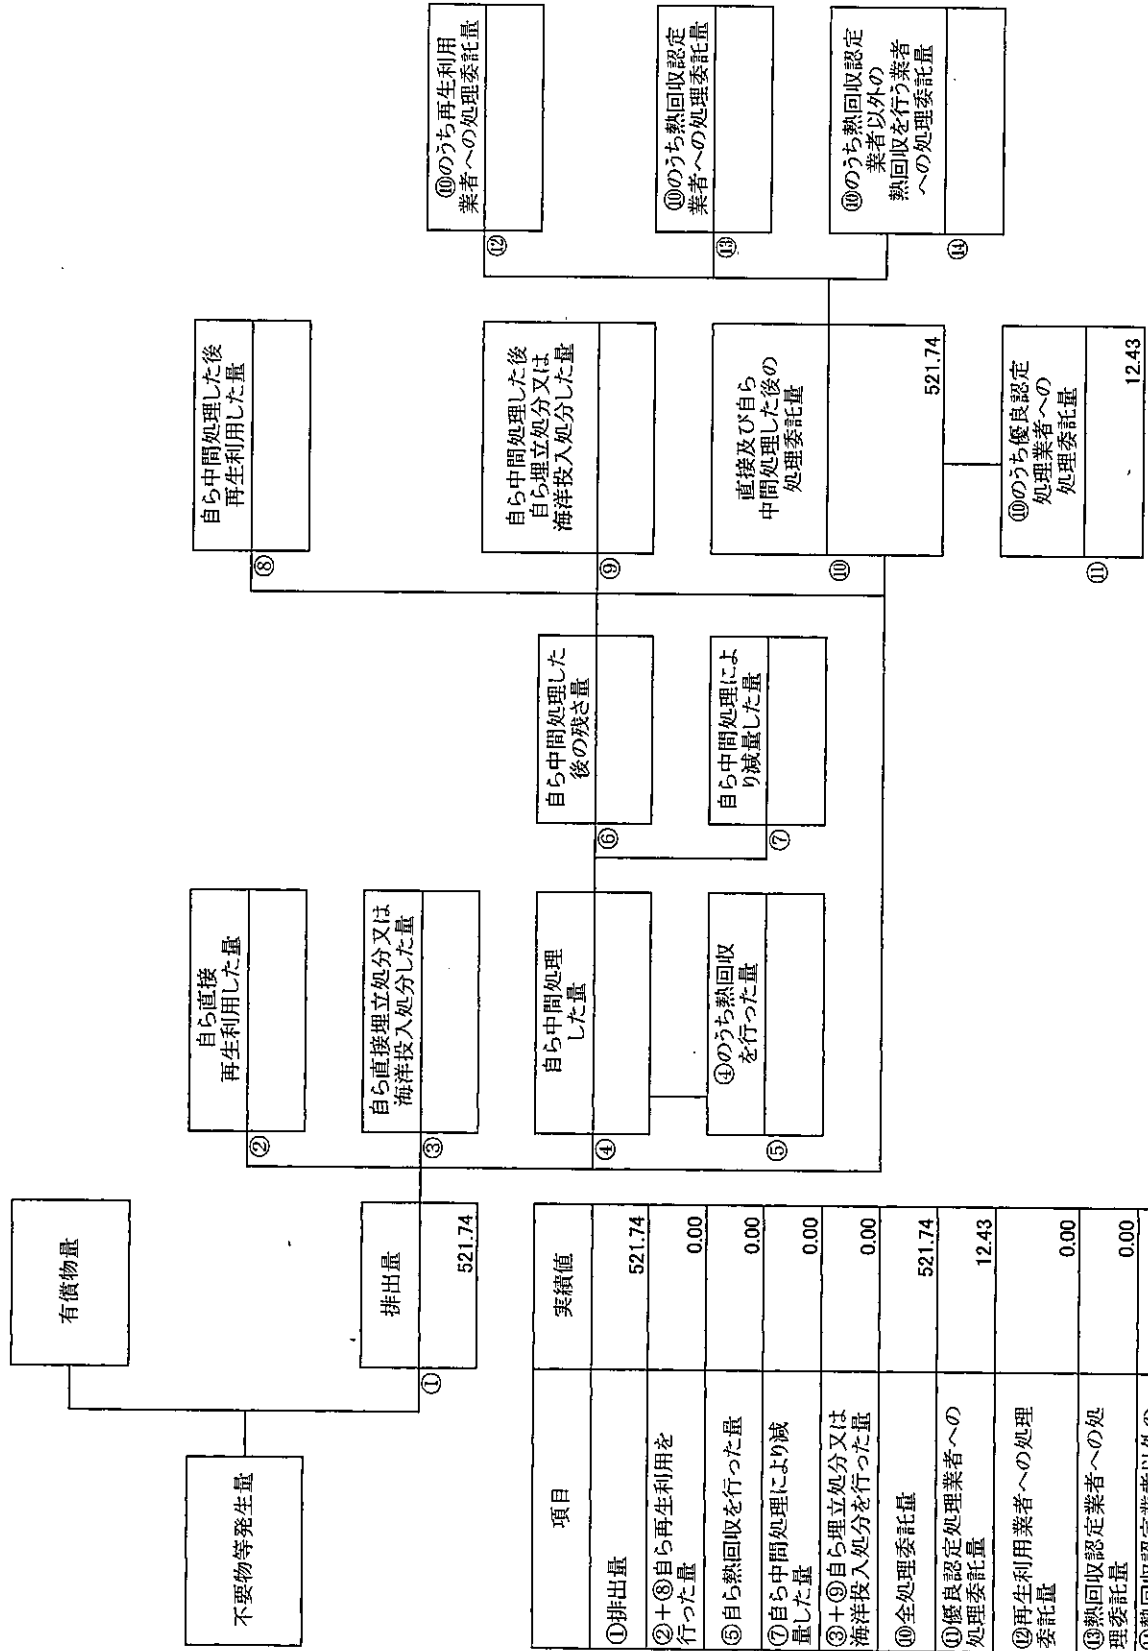 不要物等発生量
有償物量
排出量
①
521.74
②
自ら直接
再生利用した量
③
自ら直接埋立処分又は
海洋投入処分した量
④
自ら中間処理
した量
⑤
④のうち熱回収
を行った量
⑥
自ら中間処理した
後の残さ量
⑦
自ら中間処理によ
り減量した量
⑧
自ら中間処理した後
再生利用した量
⑨
自ら中間処理した後
自ら埋立処分又は
海洋投入処分した量
⑩
直接及び自ら
中間処理した後の
処理委託量
521.74
⑪
⑩のうち優良認定
処理業者への
処理委託量
12.43
⑫
⑩のうち再生利用
業者への処理委託量
⑬
⑩のうち熱回収認定
業者への処理委託量
⑭
⑩のうち熱回収認定
業者以外の
熱回収を行う業者
への処理委託量
項目 実績値
①排出量 521.74
②+⑧自ら再生利用を
行った量 0.00
⑤自ら熱回収を行った量 0.00
⑦自ら中間処理により減
量した量 0.00
③+⑨自ら埋立処分又は
海洋投入処分を行った量 0.00
⑩全処理委託量 521.74
⑪優良認定処理業者への
処理委託量 12.43
⑫再生利用業者への処理
委託量 0.00
⑬熱回収認定業者への処
理委託量 0.00